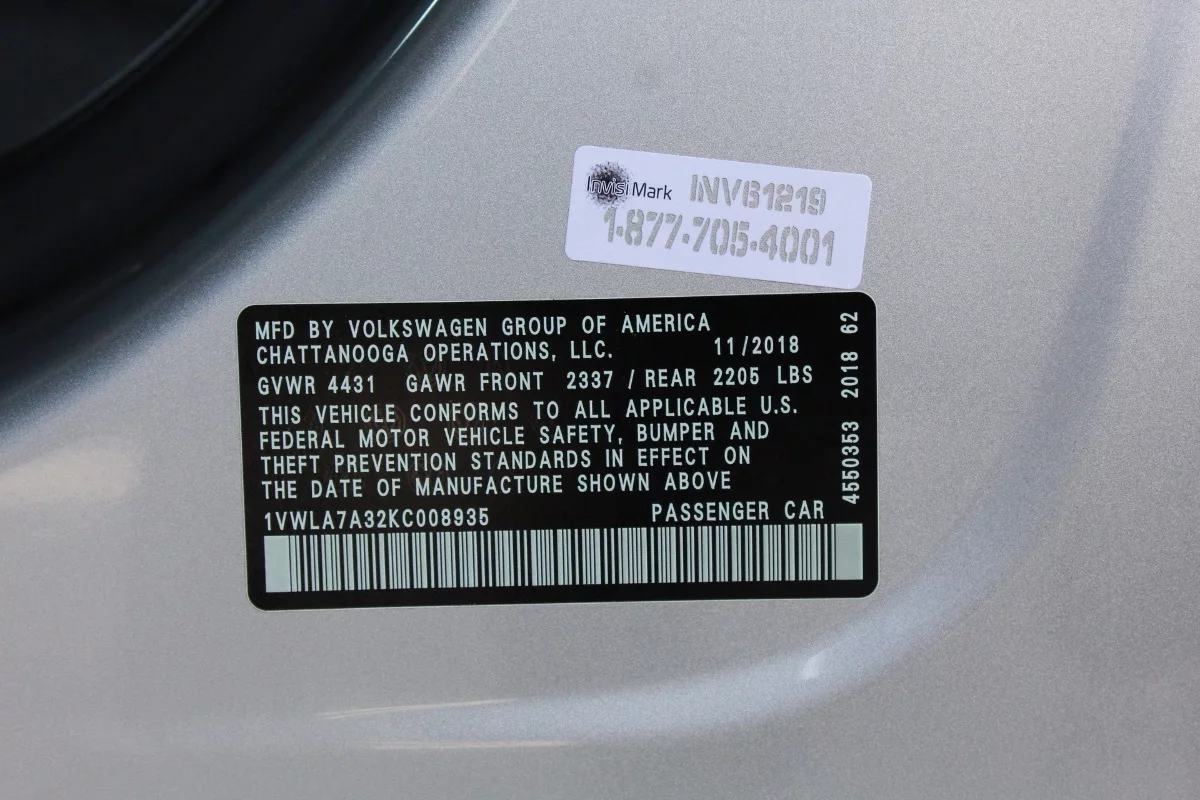 InvisiMark INV61219
1-877-705-4001
MFD BY VOLKSWAGEN GROUP OF AMERICA
CHATTANOOGA OPERATIONS, LLC. 11/2018
GVWR 4431 GAWR FRONT 2337 / REAR 2205 LBS
THIS VEHICLE CONFORMS TO ALL APPLICABLE U.S.
FEDERAL MOTOR VEHICLE SAFETY, BUMPER AND
THEFT PREVENTION STANDARDS IN EFFECT ON
THE DATE OF MANUFACTURE SHOWN ABOVE
1VWLA7A32KC008935 PASSENGER CAR
4550353 2018 62